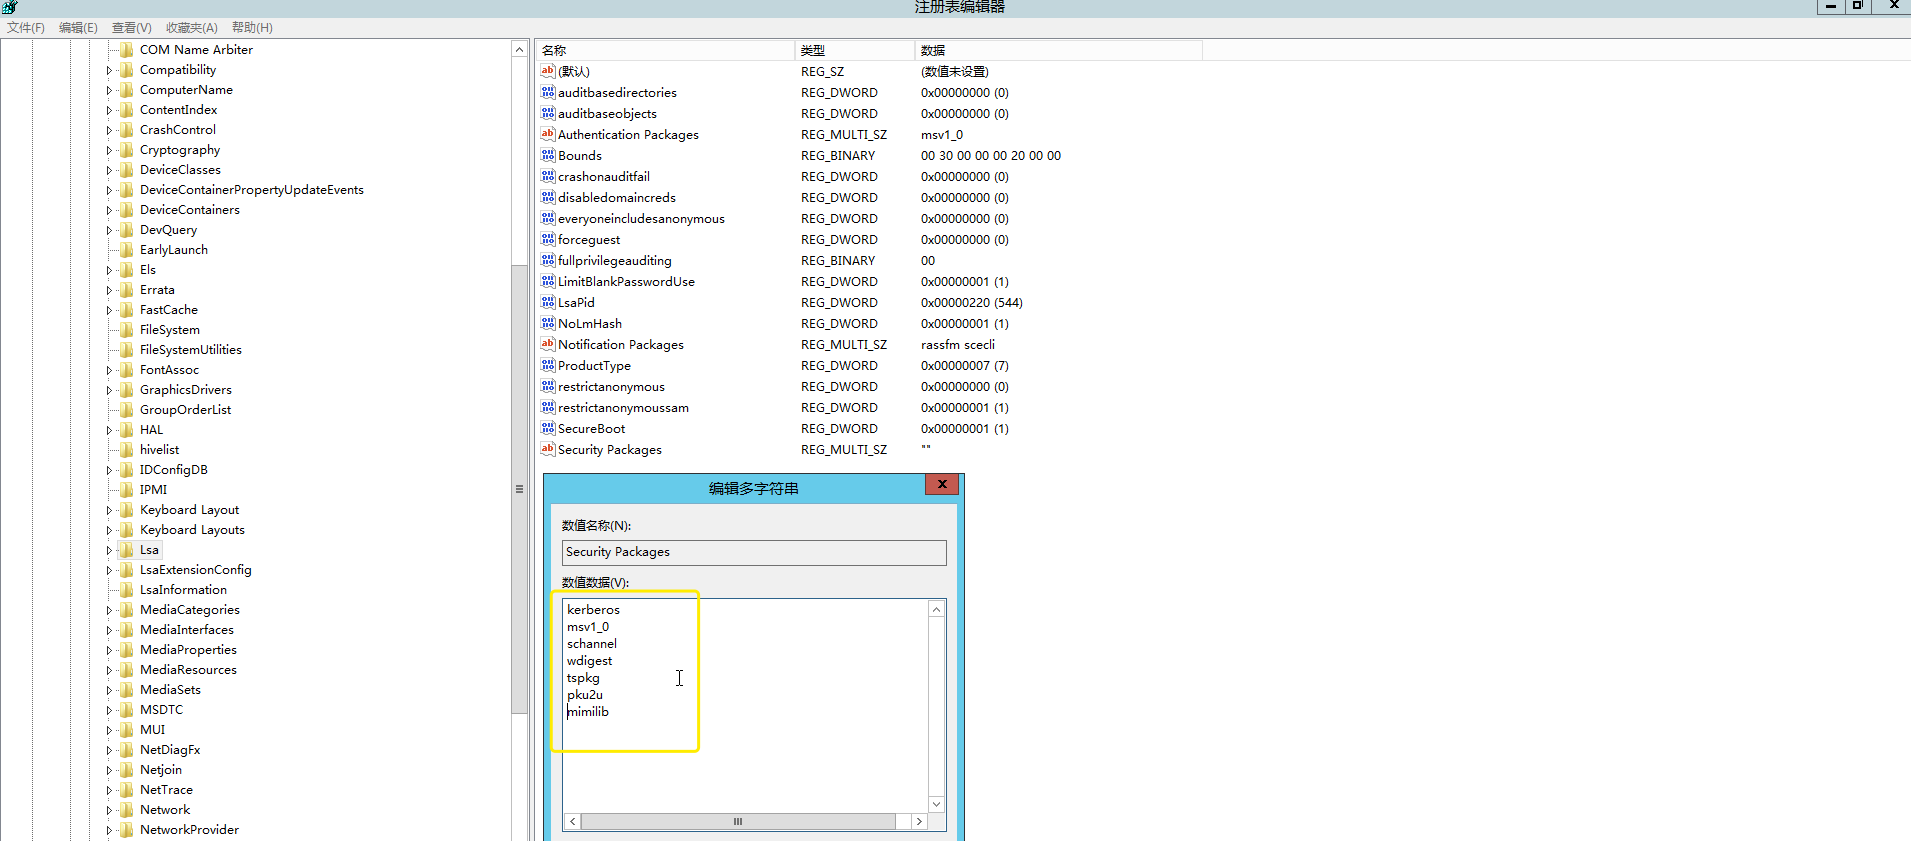 注册表编辑器
文件(F) 编辑(E) 查看(V) 收藏夹(A) 帮助(H)
COM Name Arbiter
Compatibility
ComputerName
ContentIndex
CrashControl
Cryptography
DeviceClasses
DeviceContainerPropertyUpdateEvents
DeviceContainers
DevQuery
EarlyLaunch
Els
Errata
FastCache
FileSystem
FileSystemUtilities
FontAssoc
GraphicsDrivers
GroupOrderList
HAL
hivelist
IDConfigDB
IPMI
Keyboard Layout
Keyboard Layouts
Lsa
LsaExtensionConfig
LsaInformation
MediaCategories
MediaInterfaces
MediaProperties
MediaResources
MediaSets
MSDTC
MUI
NetDiagFx
Netjoin
NetTrace
Network
NetworkProvider
名称 类型 数据
(默认) REG_SZ (数值未设置)
auditbasedirectories REG_DWORD 0x00000000 (0)
auditbaseobjects REG_DWORD 0x00000000 (0)
Authentication Packages REG_MULTI_SZ msv1_0
Bounds REG_BINARY 00 30 00 00 00 20 00 00
crashonauditfail REG_DWORD 0x00000000 (0)
disabledomaincreds REG_DWORD 0x00000000 (0)
everyoneincludesanonymous REG_DWORD 0x00000000 (0)
forceguest REG_DWORD 0x00000000 (0)
fullprivilegeauditing REG_BINARY 00
LimitBlankPasswordUse REG_DWORD 0x00000001 (1)
LsaPid REG_DWORD 0x00000220 (544)
NoLmHash REG_DWORD 0x00000001 (1)
Notification Packages REG_MULTI_SZ rassfm scecli
ProductType REG_DWORD 0x00000007 (7)
restrictanonymous REG_DWORD 0x00000000 (0)
restrictanonymoussam REG_DWORD 0x00000001 (1)
SecureBoot REG_DWORD 0x00000001 (1)
Security Packages REG_MULTI_SZ ""
编辑多字符串
数值名称(N):
Security Packages
数值数据(V):
kerberos
msv1_0
schannel
wdigest
tspkg
pku2u
mimilib